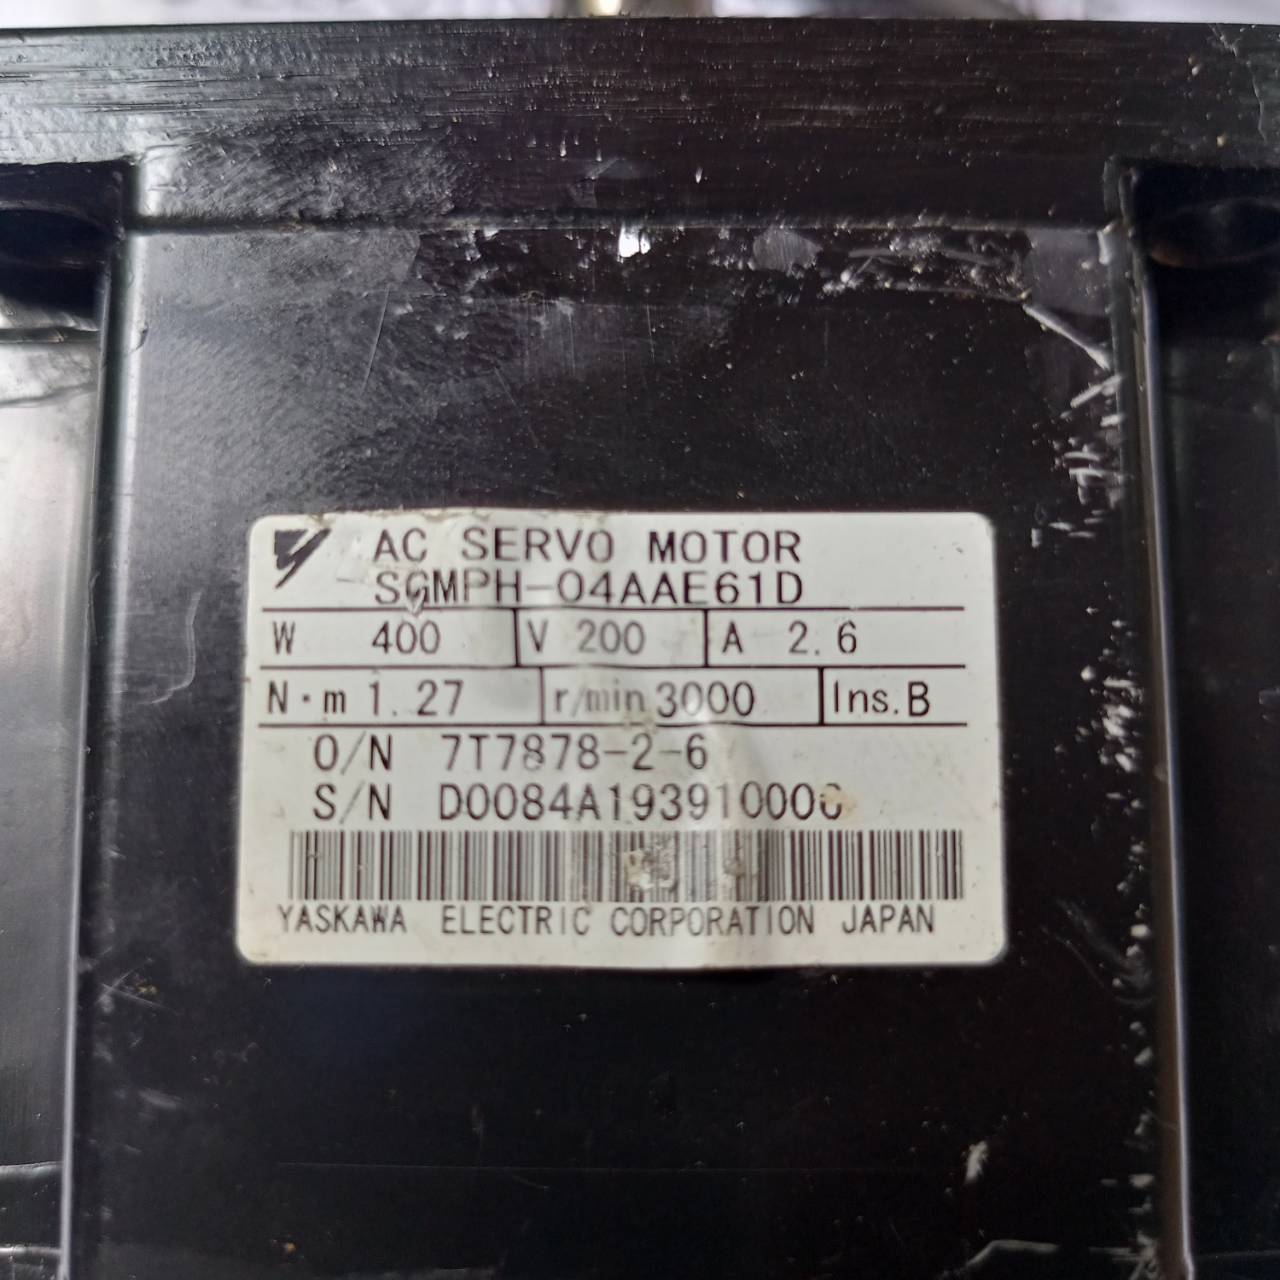 AC SERVO MOTOR
SGMPH-04AAE61D
W 400 V 200 A 2.6
N·m 1.27 r/min 3000 Ins.B
O/N 7T7878-2-6
S/N
YASKAWA ELECTRIC CORPORATION JAPAN